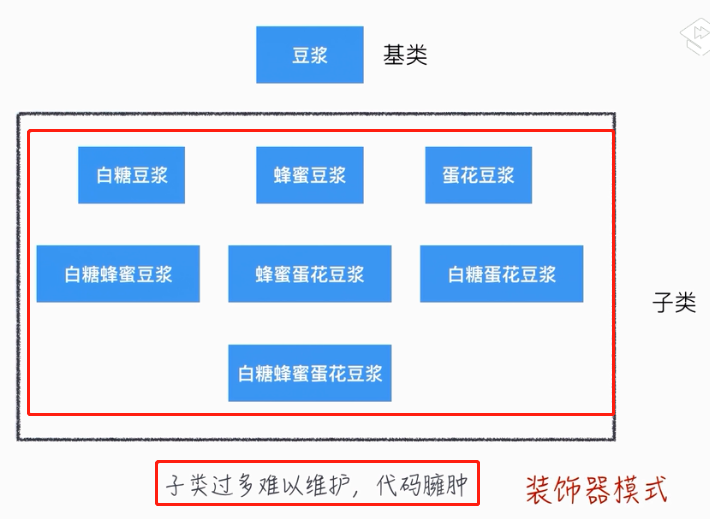 豆浆 基类
白糖豆浆 蜂蜜豆浆 蛋花豆浆
白糖蜂蜜豆浆 蜂蜜蛋花豆浆 白糖蛋花豆浆
子类
白糖蜂蜜蛋花豆浆
子类过多难以维护，代码臃肿
装饰器模式